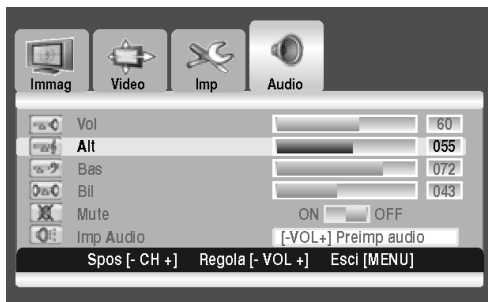 Immag Video Imp Audio
Vol 60
Alt 055
Bas 072
Bil 043
Mute ON OFF
Imp Audio [-VOL+] Preimp audio
Spos [- CH +] Regola [- VOL +] Esci [MENU]